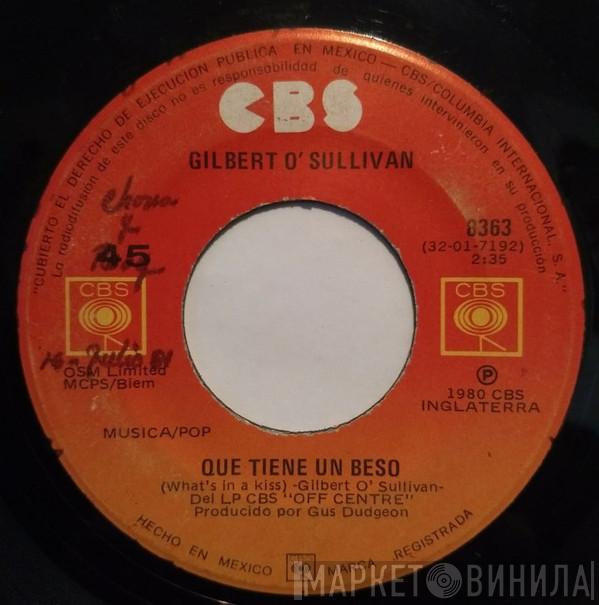 "CUBIERTO EL DERECHO DE EJECUCION PUBLICA EN MEXICO — CBS/COLUMBIA INTERNACIONAL, S. A."
La radiodifusión de este disco no es responsabilidad de quienes intervinieron en su producción
CBS
GILBERT O' SULLIVAN
8363
(32-01-7192)
2:35
45
CBS
CBS
16 - Julio 81
OSM Limited
MCPS/Biem
P
1980 CBS
INGLATERRA
MUSICA/POP
QUE TIENE UN BESO
(What's in a kiss) -Gilbert O' Sullivan-
Del LP CBS "OFF CENTRE"
Producido por Gus Dudgeon
HECHO EN MEXICO MARCA REGISTRADA
МАРКЕТ ВИНИЛА